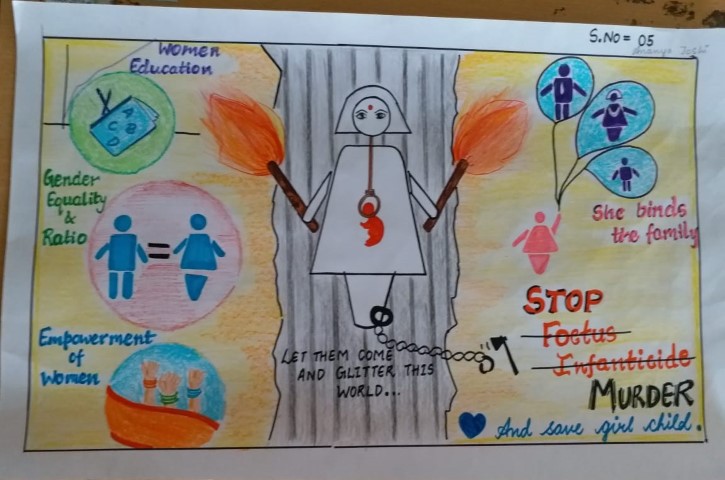 S.No = 05
Ananya Joshi
Women
Education
A
B
C
D
Gender
Equality
&
Ratio
=
Empowerment
of
Women
LET THEM COME
AND GLITTER THIS
WORLD...
She binds
the family
STOP
Foetus
Infanticide
MURDER
And save girl child.